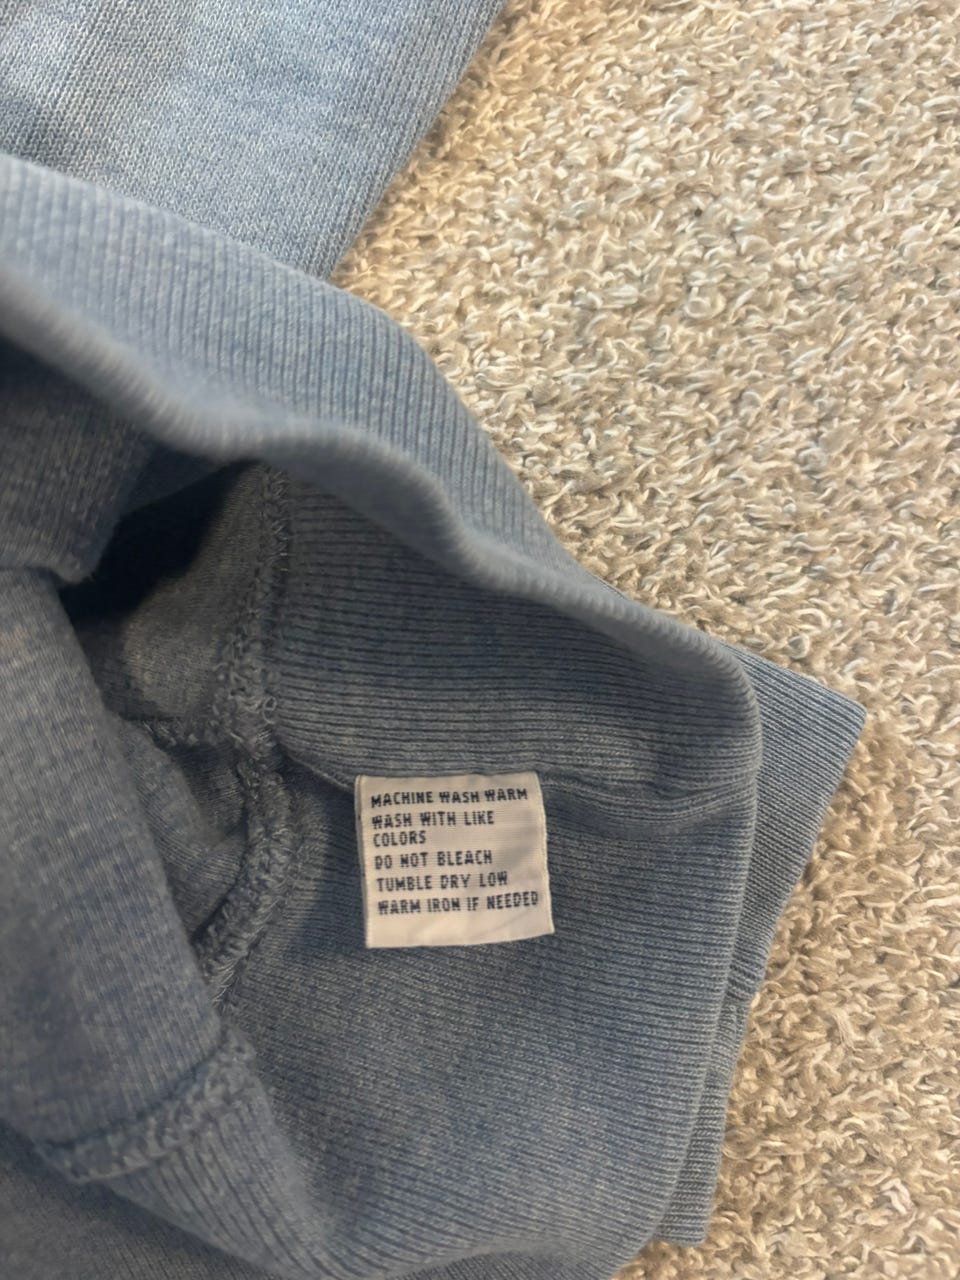 MACHINE WASH WARM
WASH WITH LIKE
COLORS
DO NOT BLEACH
TUMBLE DRY LOW
WARM IRON IF NEEDED